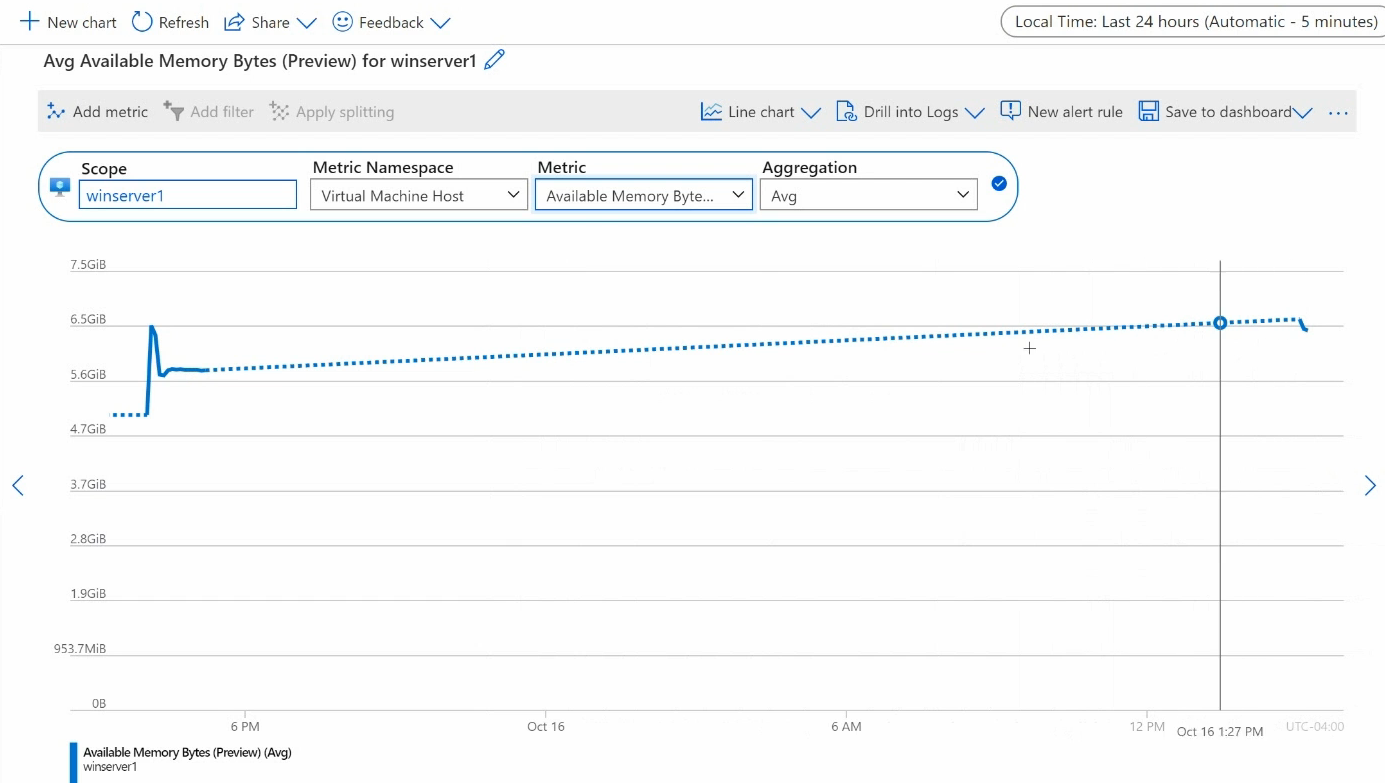 New chart Refresh Share Feedback Local Time: Last 24 hours (Automatic - 5 minutes)
Avg Available Memory Bytes (Preview) for winserver1
Add metric Add filter Apply splitting Line chart Drill into Logs New alert rule Save to dashboard ...
Scope Metric Namespace Metric Aggregation
winserver1 Virtual Machine Host Available Memory Byte... Avg
7.5GiB
6.5GiB
5.6GiB
4.7GiB
3.7GiB
2.8GiB
1.9GiB
953.7MiB
0B
6 PM Oct 16 6 AM 12 PM Oct 16 1:27 PM UTC-04:00
Available Memory Bytes (Preview) (Avg)
winserver1